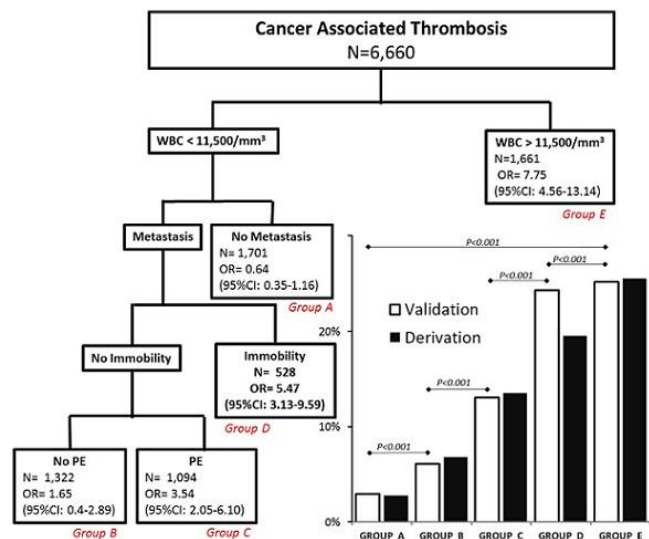 Cancer Associated Thrombosis
N=6,660
WBC < 11,500/mm³
WBC > 11,500/mm³
N=1,661
OR= 7.75
(95%CI: 4.56-13.14)
Group E
Metastasis
No Metastasis
N= 1,701
OR= 0.64
(95%CI: 0.35-1.16)
Group A
No Immobility
Immobility
N= 528
OR= 5.47
(95%CI: 3.13-9.59)
Group D
No PE
N= 1,322
OR= 1.65
(95%CI: 0.4-2.89)
Group B
PE
N= 1,094
OR= 3.54
(95%CI: 2.05-6.10)
Group C
P<0.001
P<0.001
P<0.001
P<0.001
P<0.001
Validation
Derivation
20%
10%
0%
GROUP A GROUP B GROUP C GROUP D GROUP E